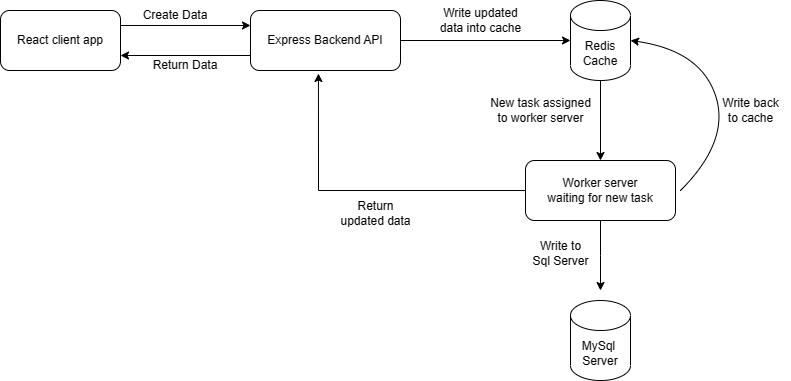 React client app
Create Data
Return Data
Express Backend API
Write updated
data into cache
Redis
Cache
New task assigned
to worker server
Write back
to cache
Worker server
waiting for new task
Return
updated data
Write to
Sql Server
MySql
Server